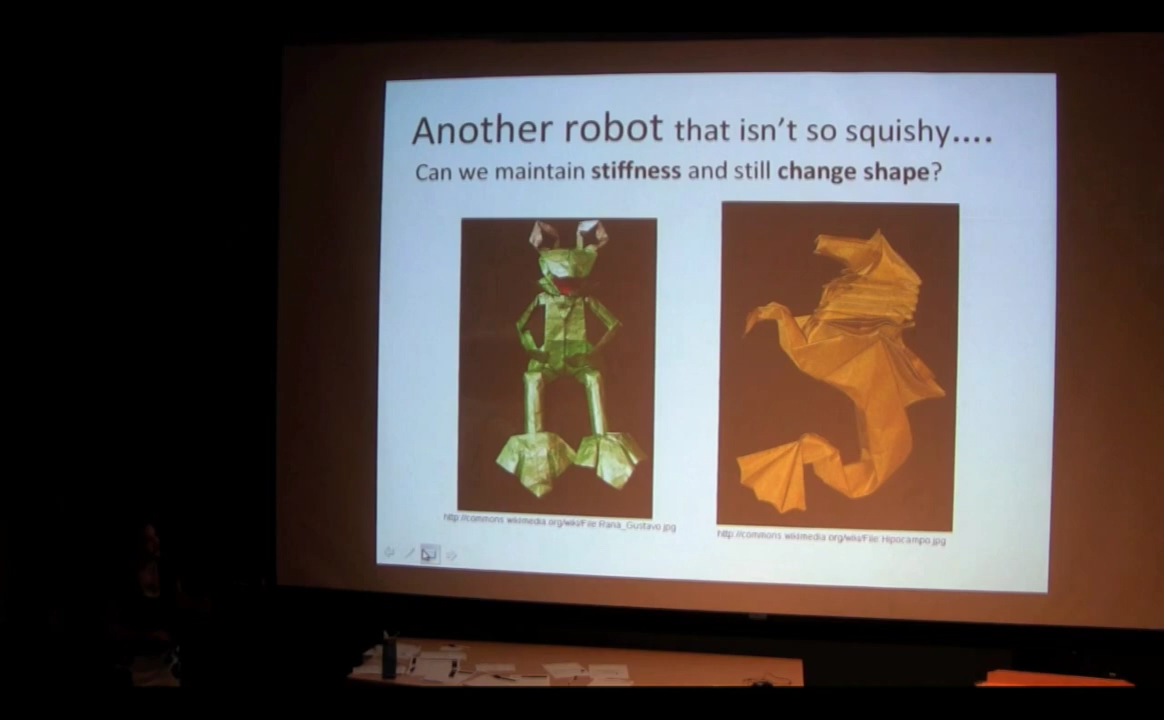 Another robot that isn't so squishy....
Can we maintain stiffness and still change shape?
http://commons.wikimedia.org/wiki/File:Rana_Gustavo.jpg
http://commons.wikimedia.org/wiki/File:Hipocampo.jpg